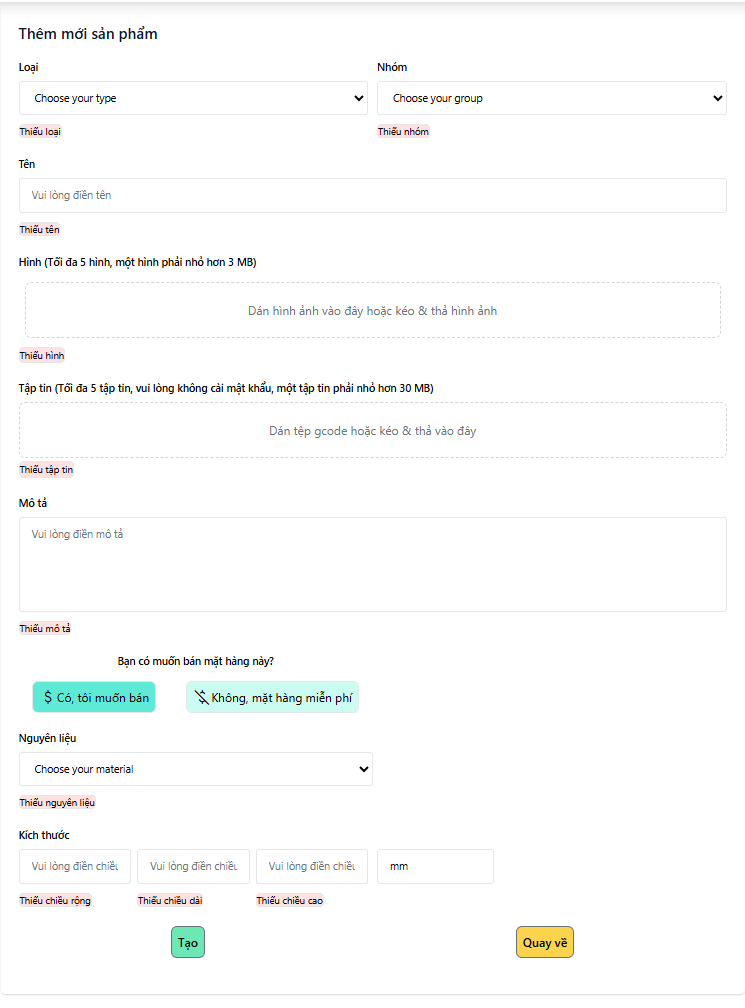 Thêm mới sản phẩm
Loại Nhóm
Choose your type Choose your group
Thiếu loại Thiếu nhóm
Tên
Vui lòng điền tên
Thiếu tên
Hình (Tối đa 5 hình, một hình phải nhỏ hơn 3 MB)
Dán hình ảnh vào đây hoặc kéo & thả hình ảnh
Thiếu hình
Tập tin (Tối đa 5 tập tin, vui lòng không cài mật khẩu, một tập tin phải nhỏ hơn 30 MB)
Dán tệp gcode hoặc kéo & thả vào đây
Thiếu tập tin
Mô tả
Vui lòng điền mô tả
Thiếu mô tả
Bạn có muốn bán mặt hàng này?
$ Có, tôi muốn bán Không, mặt hàng miễn phí
Nguyên liệu
Choose your material
Thiếu nguyên liệu
Kích thước
Vui lòng điền chiều Vui lòng điền chiều Vui lòng điền chiều mm
Thiếu chiều rộng Thiếu chiều dài Thiếu chiều cao
Tạo Quay về